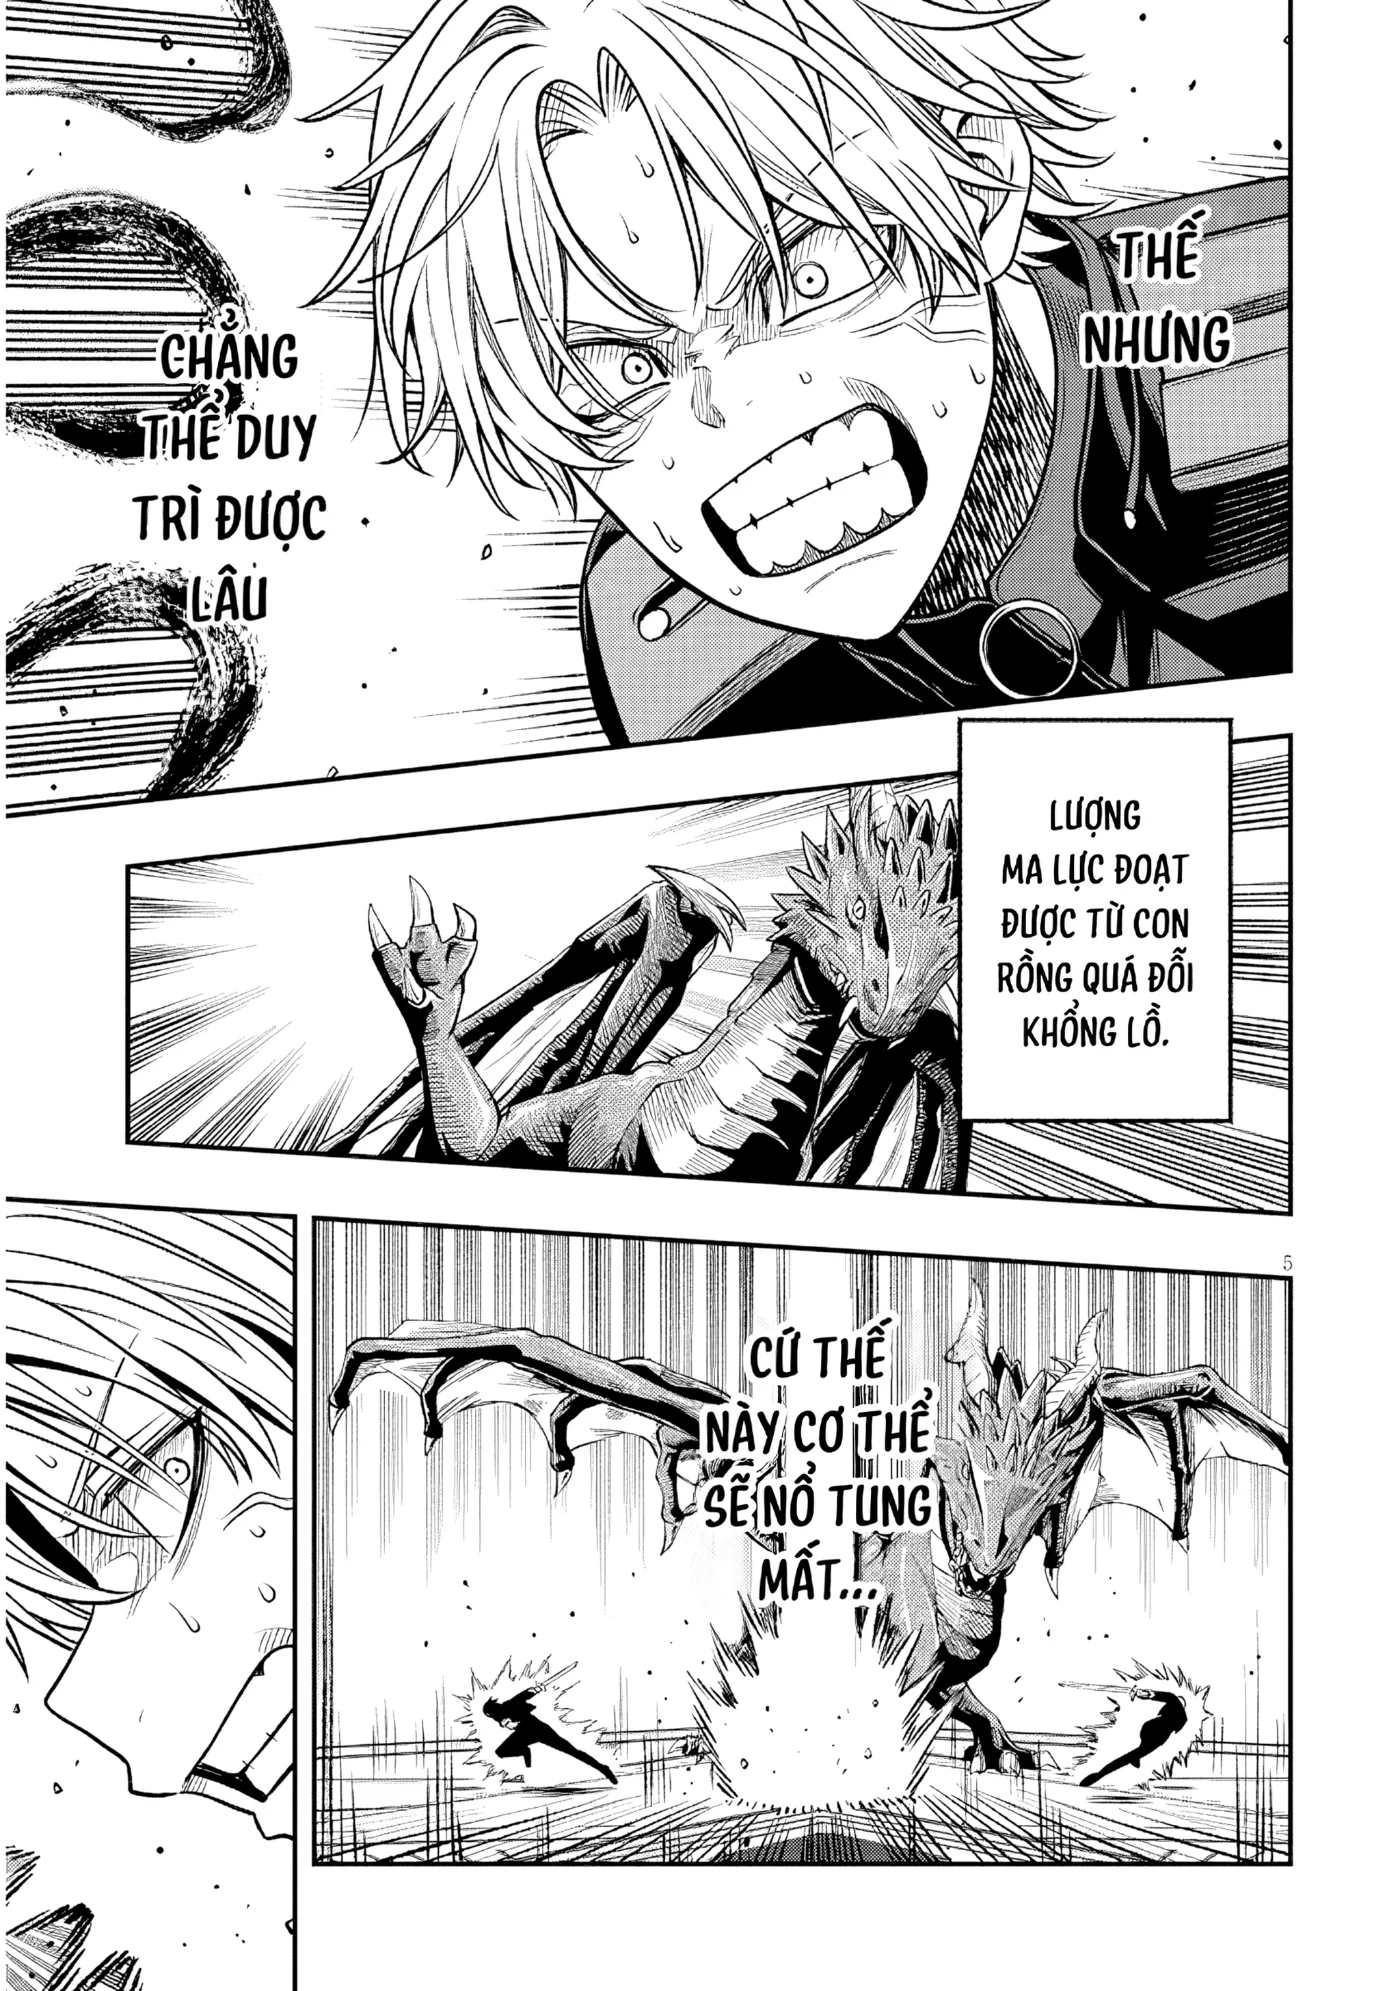 THẾ
NHƯNG
CHẲNG
THỂ DUY
TRÌ ĐƯỢC
LÂU
LƯỢNG
MA LỰC ĐOẠT
ĐƯỢC TỪ CON
RỒNG QUÁ ĐỖI
KHỔNG LỒ.
5
CỨ THẾ
NÀY CƠ THỂ
SẼ NỔ TUNG
MẤT...